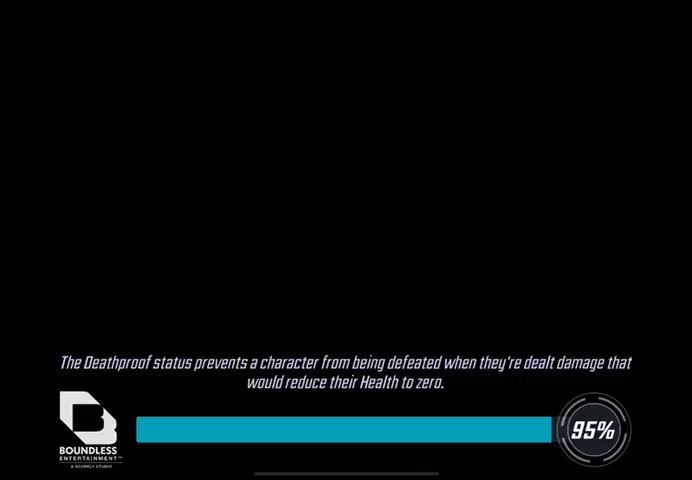 The Deathproof status prevents a character from being defeated when they're dealt damage that
would reduce their Health to zero.
95%
BOUNDLESS
ENTERTAINMENT™
A SCOPELY STUDIO